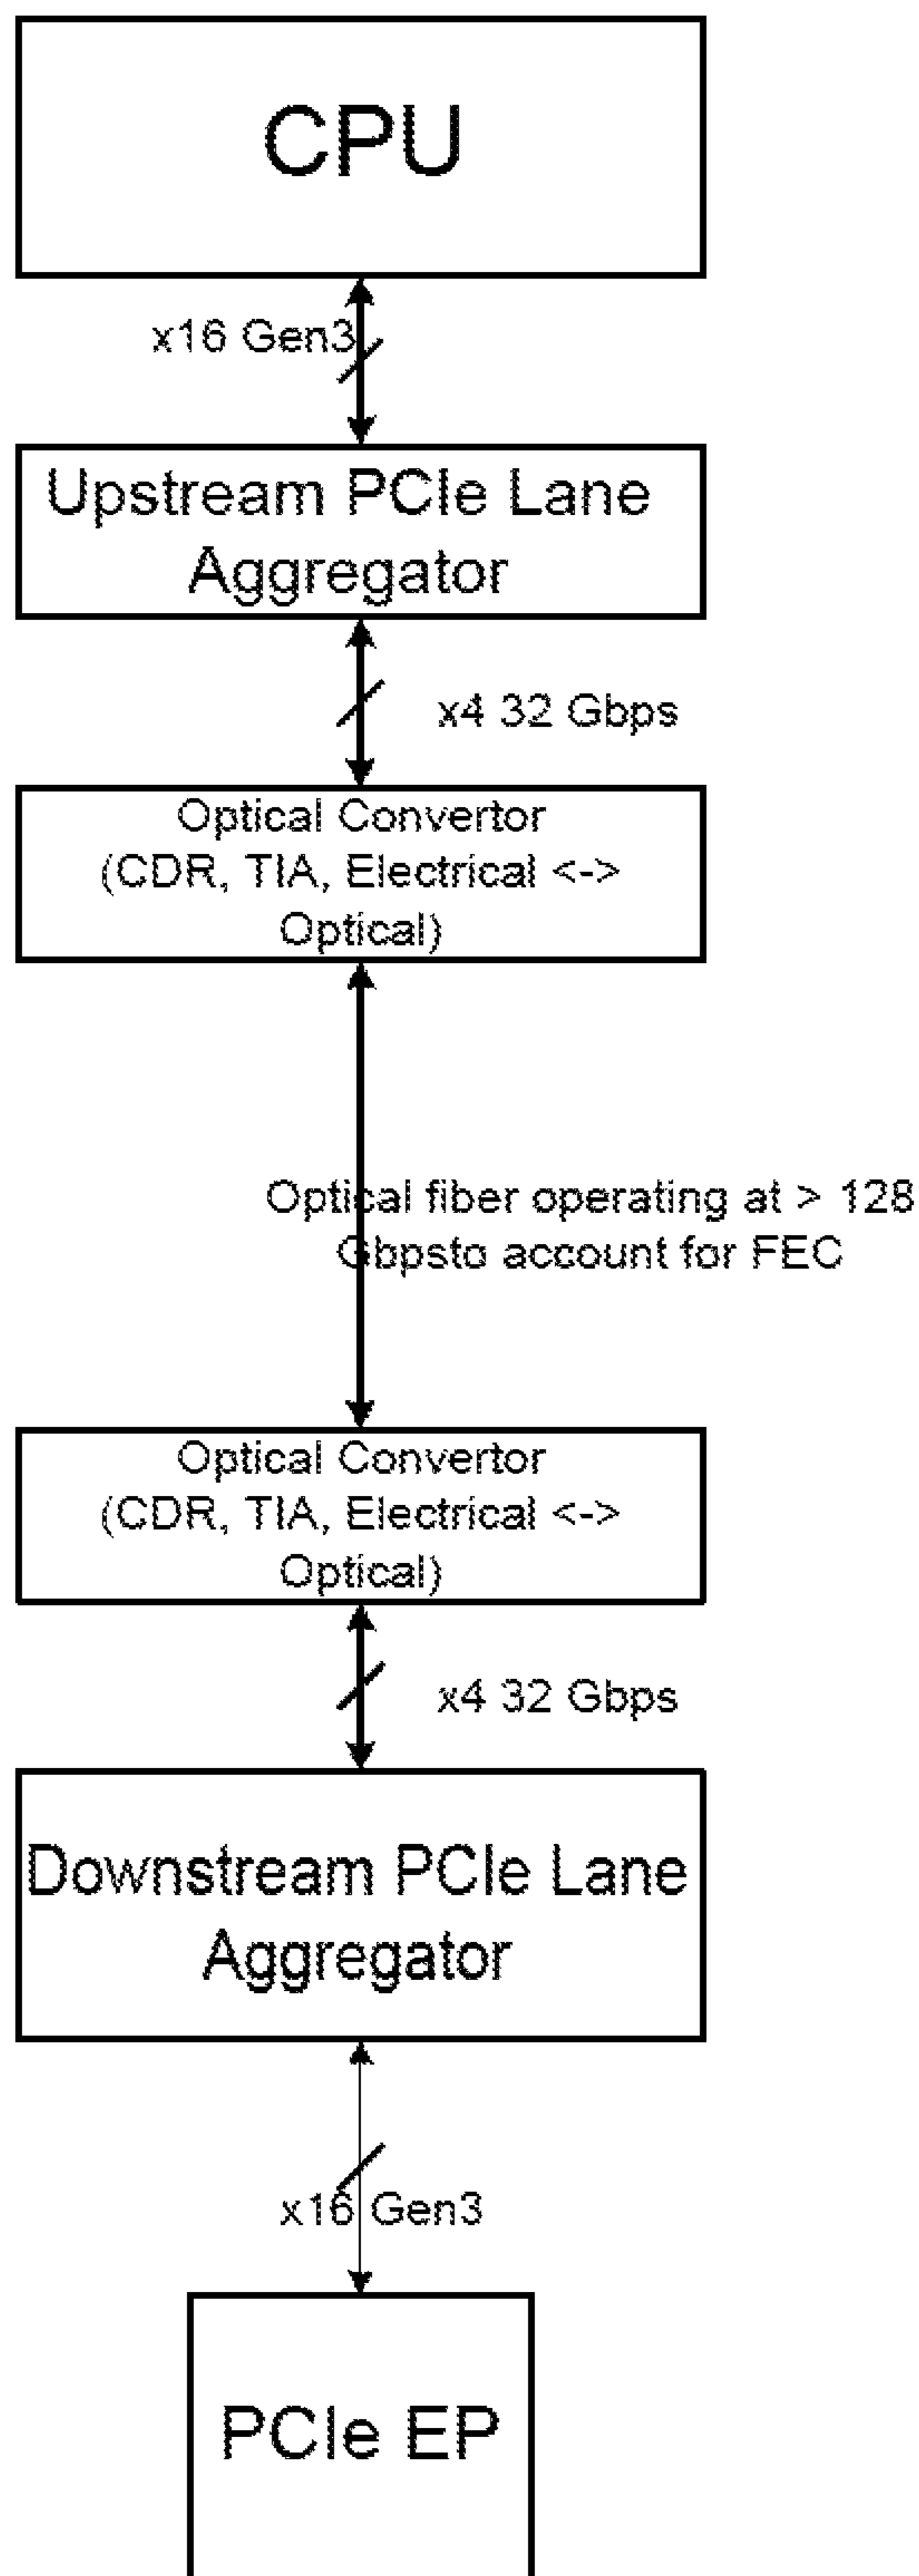 CPU
x16 Gen3
Upstream PCIe Lane
Aggregator
x4 32 Gbps
Optical Convertor
(CDR, TIA, Electrical <->
Optical)
Optical fiber operating at > 128
Gbpsto account for FEC
Optical Convertor
(CDR, TIA, Electrical <->
Optical)
x4 32 Gbps
Downstream PCIe Lane
Aggregator
x16 Gen3
PCIe EP